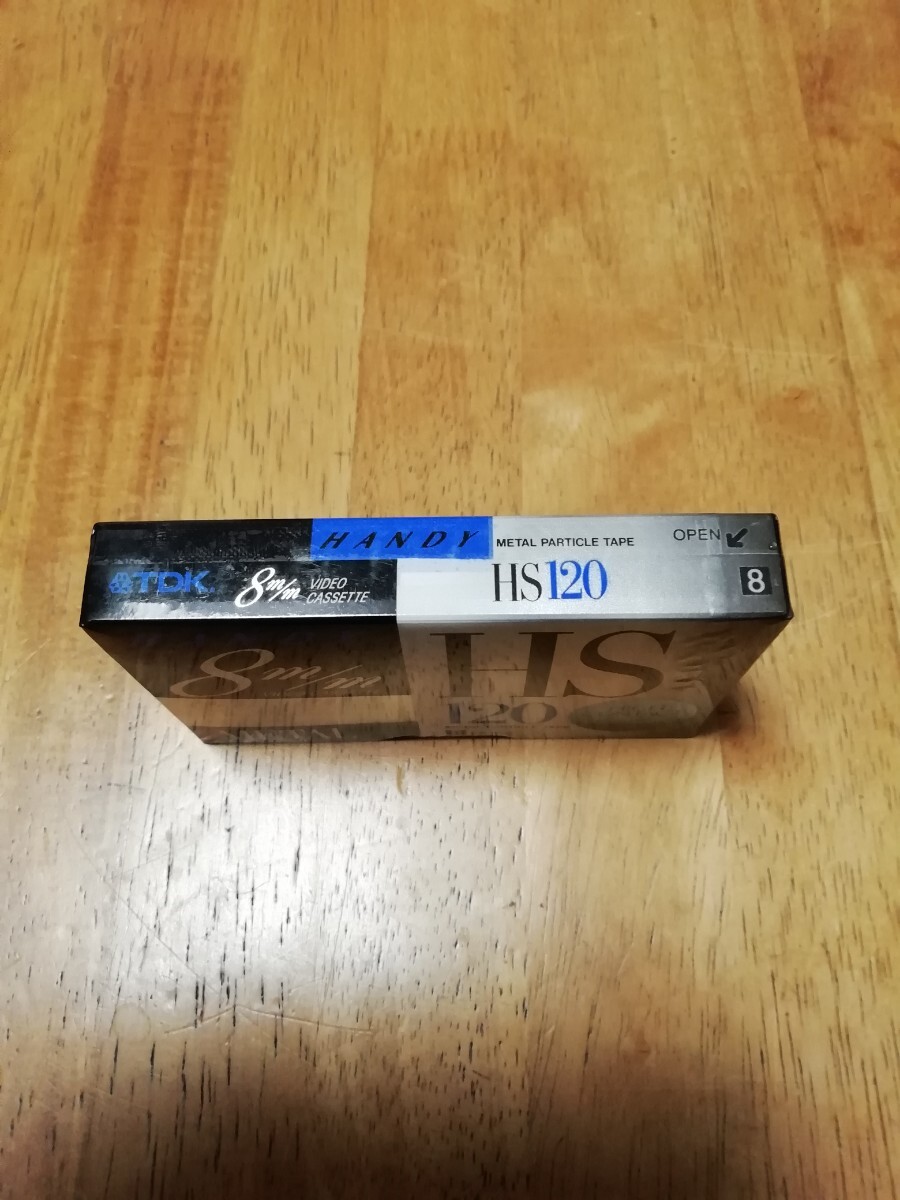 HANDY
METAL PARTICLE TAPE
OPEN
TDK
8m/m VIDEO CASSETTE
HS120
8
8m/m
HS
120